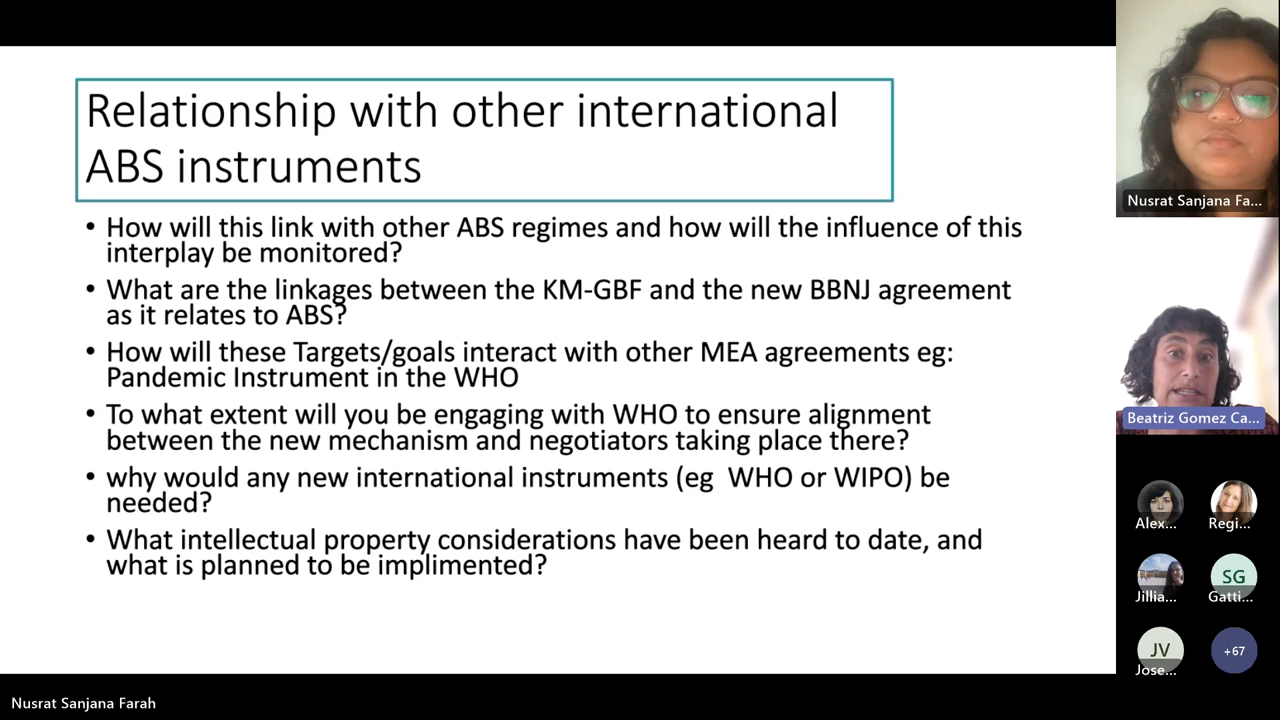 Relationship with other international
ABS instruments
• How will this link with other ABS regimes and how will the influence of this
interplay be monitored?
• What are the linkages between the KM-GBF and the new BBNJ agreement
as it relates to ABS?
• How will these Targets/goals interact with other MEA agreements eg:
Pandemic Instrument in the WHO
• To what extent will you be engaging with WHO to ensure alignment
between the new mechanism and negotiators taking place there?
• why would any new international instruments (eg WHO or WIPO) be
needed?
• What intellectual property considerations have been heard to date, and
what is planned to be implimented?
Nusrat Sanjana Fa...
Beatriz Gomez Ca...
Alex...
Regi...
Jillia...
SG
Gatti...
JV
Jose...
+67
Nusrat Sanjana Farah